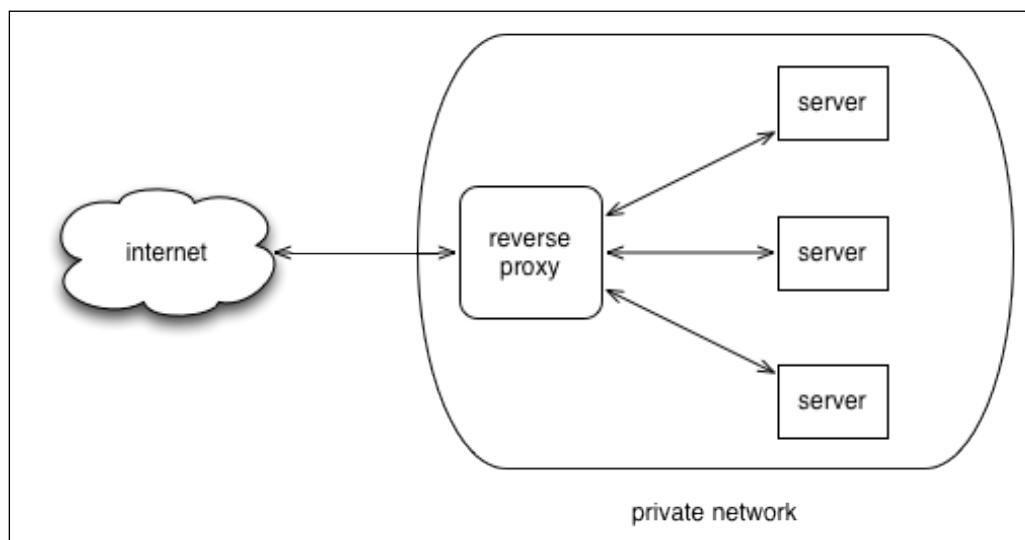 internet
reverse
proxy
server
server
server
private network